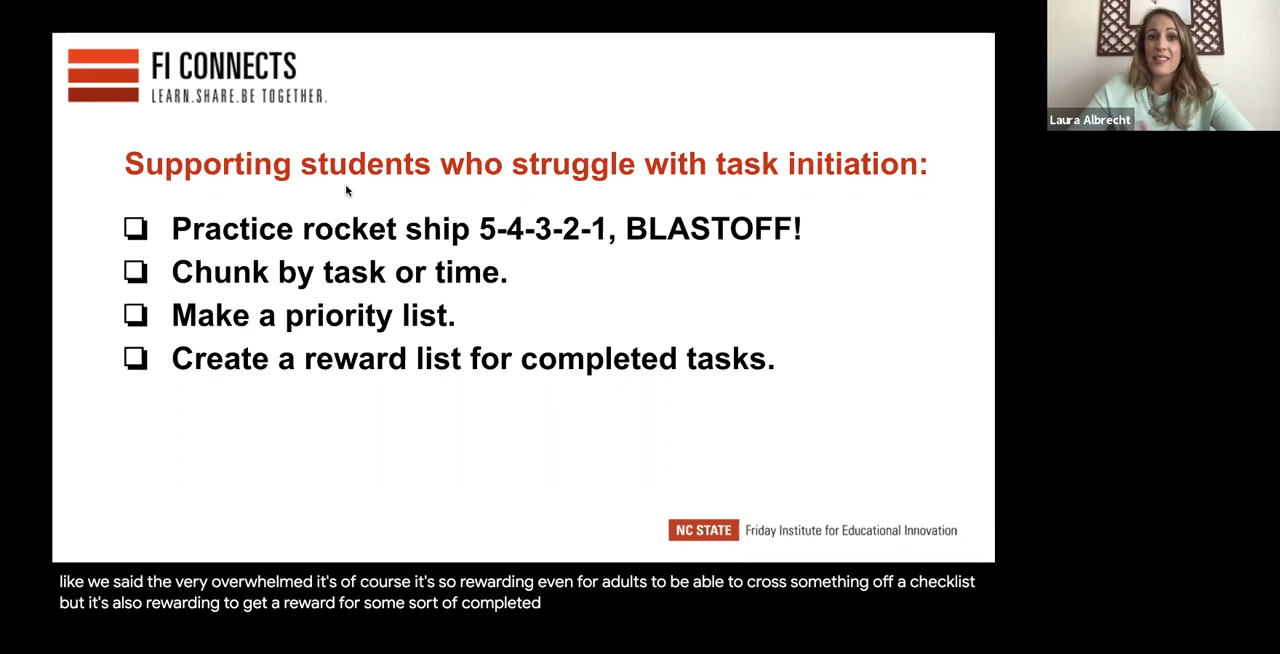 FI CONNECTS
LEARN.SHARE.BE TOGETHER.
Laura Albrecht
Supporting students who struggle with task initiation:
Practice rocket ship 5-4-3-2-1, BLASTOFF!
Chunk by task or time.
Make a priority list.
Create a reward list for completed tasks.
NC STATE Friday Institute for Educational Innovation
like we said the very overwhelmed it's of course it's so rewarding even for adults to be able to cross something off a checklist
but it's also rewarding to get a reward for some sort of completed